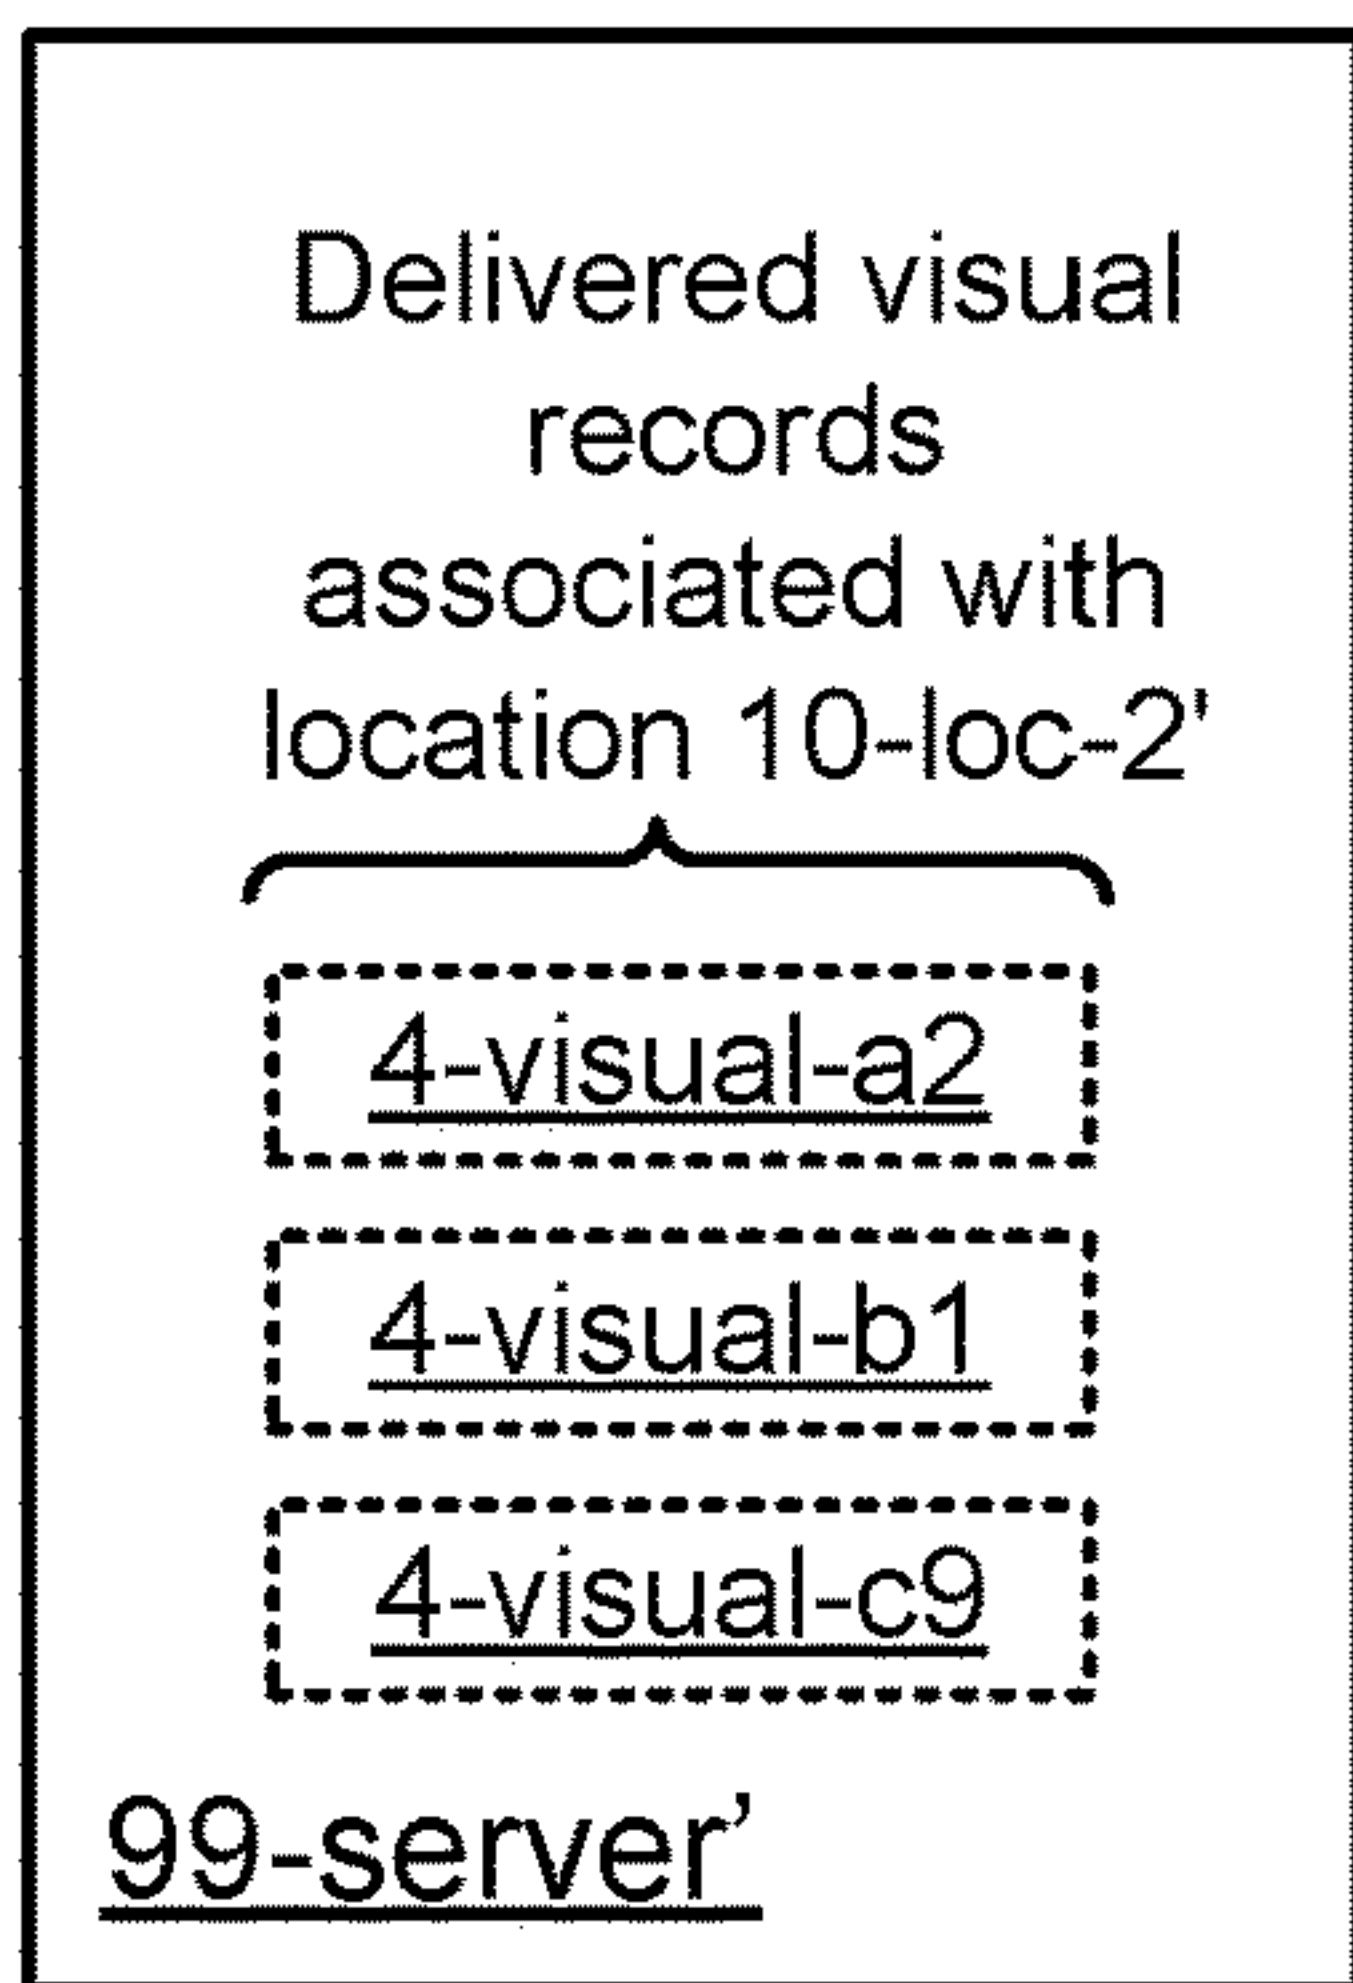 Delivered visual
records
associated with
location 10-loc-2'
4-visual-a2
4-visual-b1
4-visual-c9
99-server’